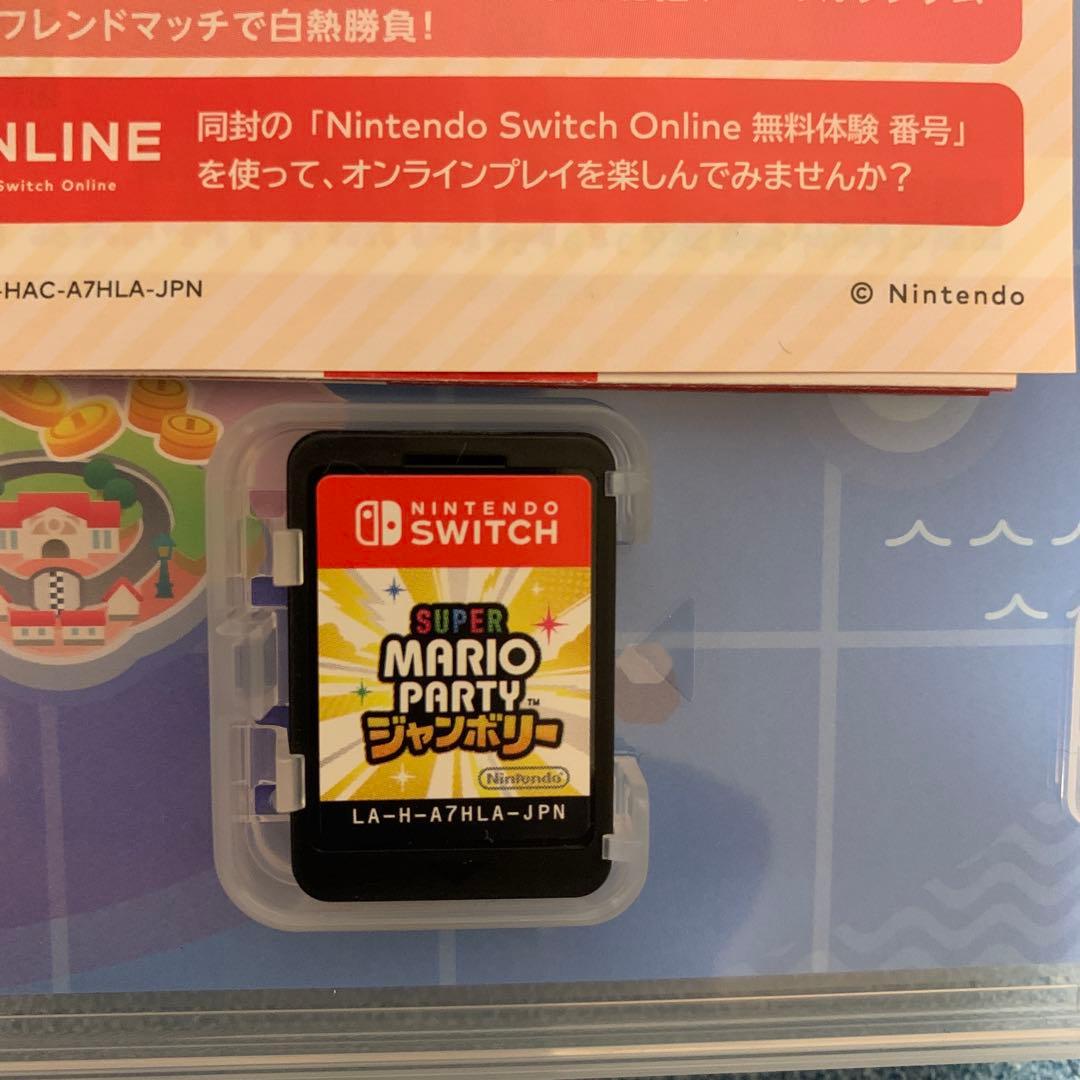 フレンドマッチで白熱勝負!
NLINE
Switch Online
同封の「Nintendo Switch Online 無料体験 番号」
を使って、オンラインプレイを楽しんでみませんか?
-HAC-A7HLA-JPN
© Nintendo
NINTENDO
SWITCH
SUPER
MARIO
PARTY™
ジャンボリー
Nintendo
LA-H-A7HLA-JPN